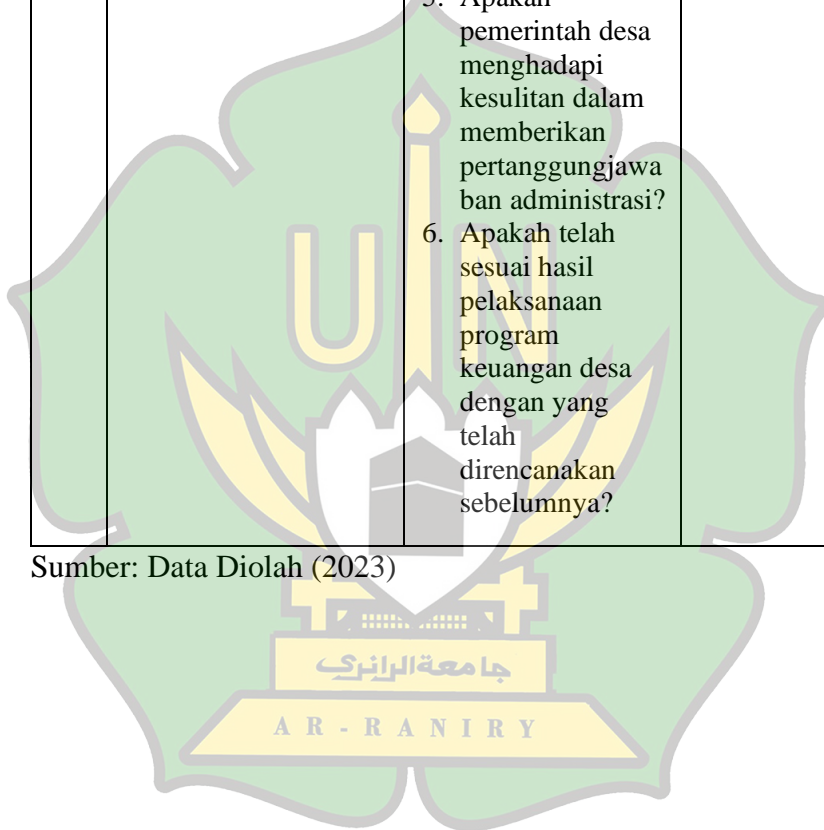 5. Apakah
pemerintah desa
menghadapi
kesulitan dalam
memberikan
pertanggungjawa
ban administrasi?
6. Apakah telah
sesuai hasil
pelaksanaan
program
keuangan desa
dengan yang
telah
direncanakan
sebelumnya?
Sumber: Data Diolah (2023)
UIN
جامعة الرانري
AR-RANIRY